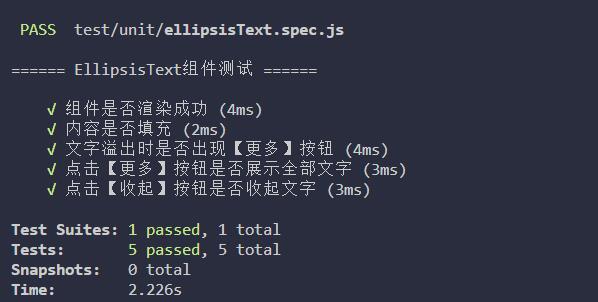 PASS test/unit/ellipsisText.spec.js
====== EllipsisText组件测试 ======
√ 组件是否渲染成功 (4ms)
√ 内容是否填充 (2ms)
√ 文字溢出时是否出现【更多】按钮 (4ms)
√ 点击【更多】按钮是否展示全部文字 (3ms)
√ 点击【收起】按钮是否收起文字 (3ms)
Test Suites: 1 passed, 1 total
Tests: 5 passed, 5 total
Snapshots: 0 total
Time: 2.226s